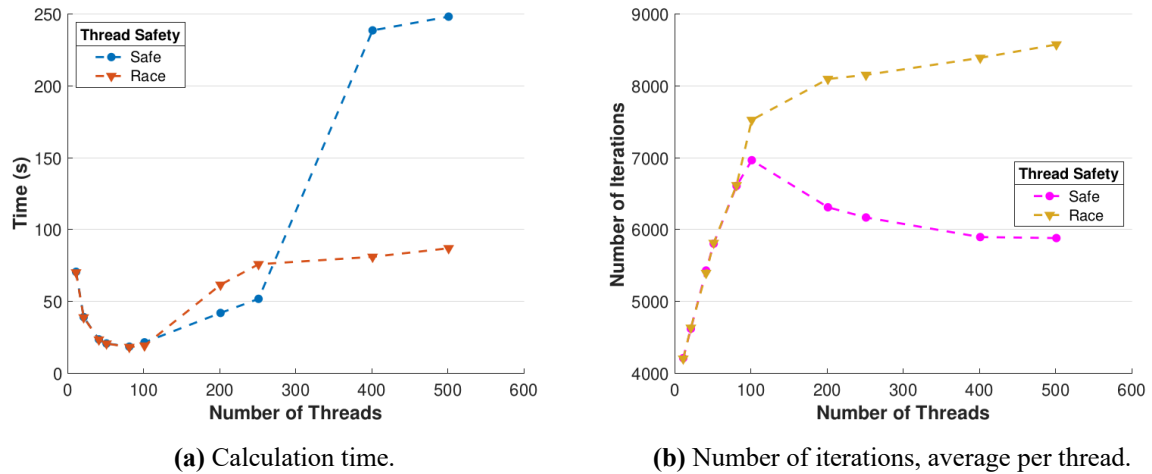 250
200
150
100
50
0
Time (s)
Thread Safety
Safe
Race
0
100
200
300
400
500
600
Number of Threads
(a) Calculation time.
9000
8000
7000
6000
5000
4000
Number of Iterations
Thread Safety
Safe
Race
0
100
200
300
400
500
600
Number of Threads
(b) Number of iterations, average per thread.